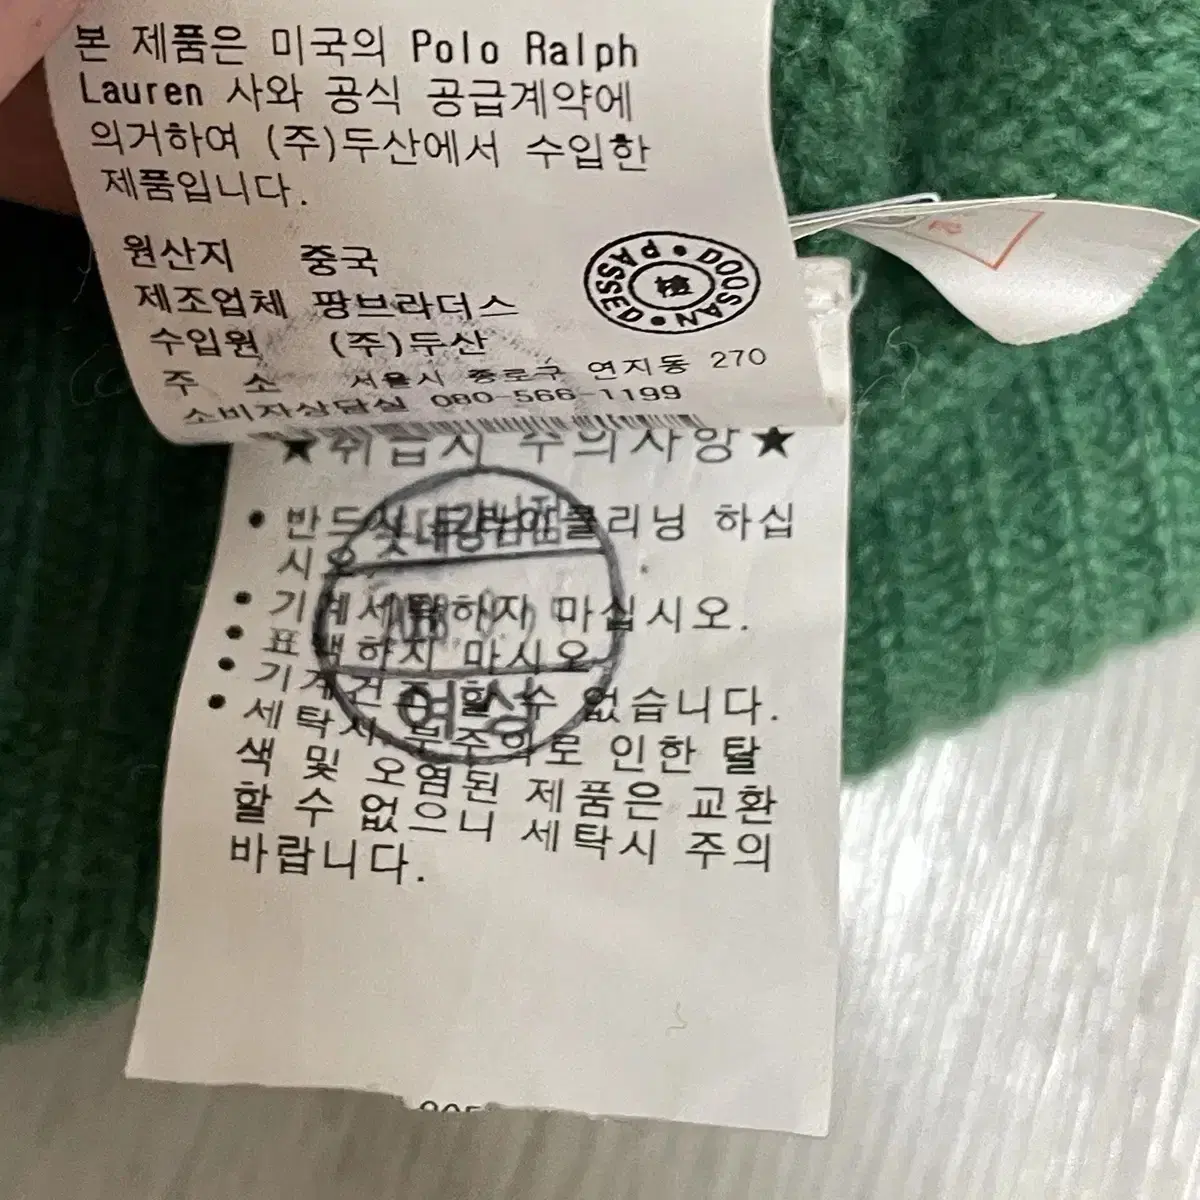 본 제품은 미국의 Polo Ralph
Lauren 사와 공식 공급계약에
의거하여 (주)두산에서 수입한
제품입니다.
원산지 중국
제조업체 팡브라더스
수입원 (주)두산
주 소 서울시 종로구 연지동 270
소비자상담실 080-566-1199
DOOSAN • PASSED •
檢
★취급시 주의사항★
• 반드시 드라이클리닝 하십
시오.
• 기계세탁하지 마십시오.
• 표백하지 마시오
• 기계건조 할 수 없습니다.
• 세탁시 부주의로 인한 탈
색 및 오염된 제품은 교환
할 수 없으니 세탁시 주의
바랍니다.
여성